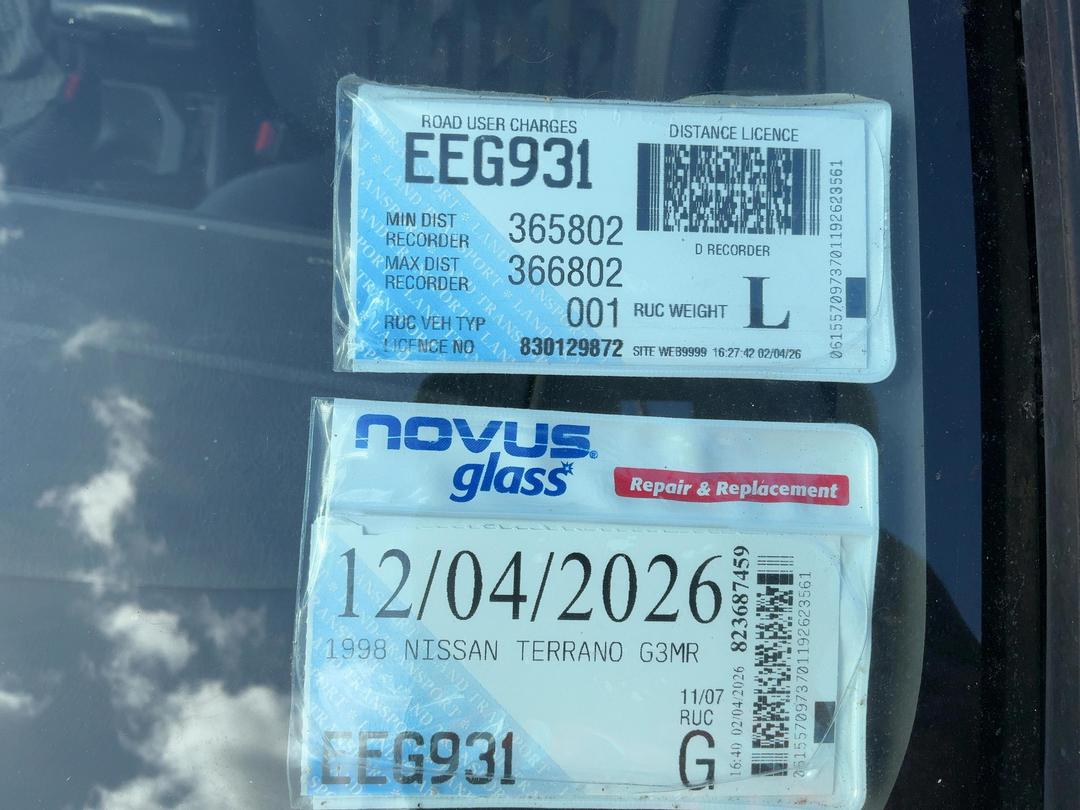 ROAD USER CHARGES
EEG931
DISTANCE LICENCE
MIN DIST RECORDER 365802
MAX DIST RECORDER 366802
D RECORDER
RUC VEH TYP 001
RUC WEIGHT L
LICENCE NO 830129872
SITE WEB9999 16:27:42 02/04/26
0615570973701192623561
novus®
glass
Repair & Replacement
12/04/2026
1998 NISSAN TERRANO G3MR
11/07
RUC
G
EEG931
16:40 02/04/2026 823687459
0615570973701192623561